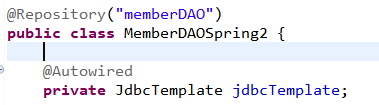 @Repository("memberDAO")
public class MemberDAOSpring2 {
@Autowired
private JdbcTemplate jdbcTemplate;